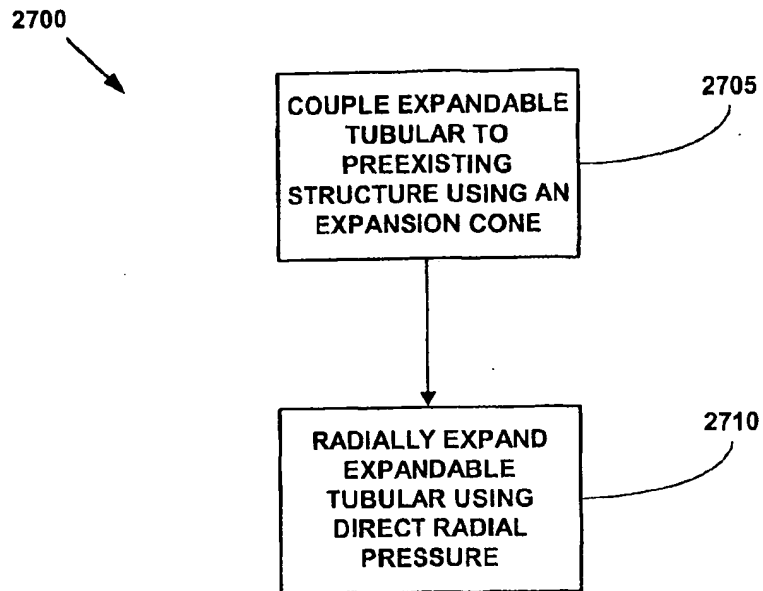 2700
2705
COUPLE EXPANDABLE
TUBULAR TO
PREEXISTING
STRUCTURE USING AN
EXPANSION CONE
2710
RADIALLY EXPAND
EXPANDABLE
TUBULAR USING
DIRECT RADIAL
PRESSURE